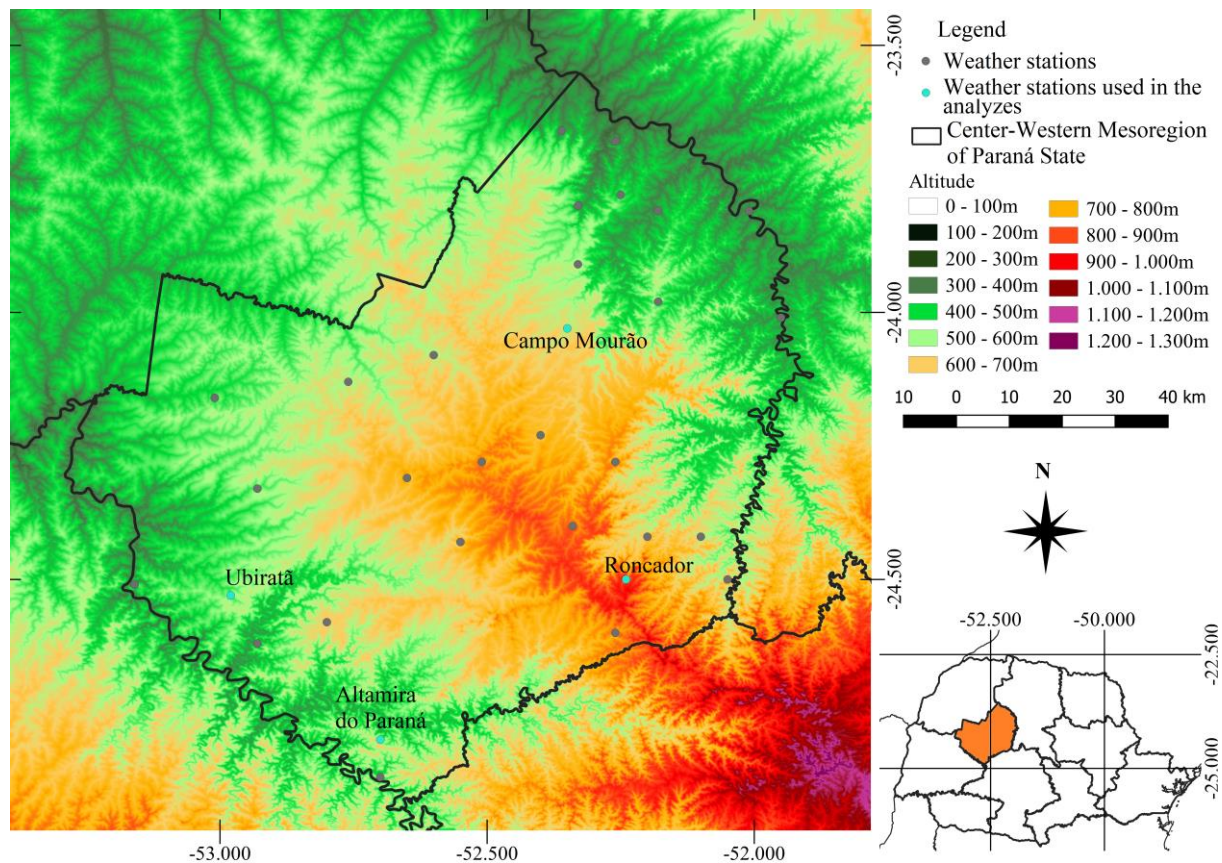 Campo Mourão
Roncador
Ubiratã
Altamira
do Paraná
-53.000
-52.500
-52.000
-23.500
-24.000
-24.500
Legend
Weather stations
Weather stations used in the
analyzes
Center-Western Mesoregion
of Paraná State
Altitude
0 - 100m
100 - 200m
200 - 300m
300 - 400m
400 - 500m
500 - 600m
600 - 700m
700 - 800m
800 - 900m
900 - 1.000m
1.000 - 1.100m
1.100 - 1.200m
1.200 - 1.300m
10 0 10 20 30 40 km
N
-52.500 -50.000
-22.500
-25.000